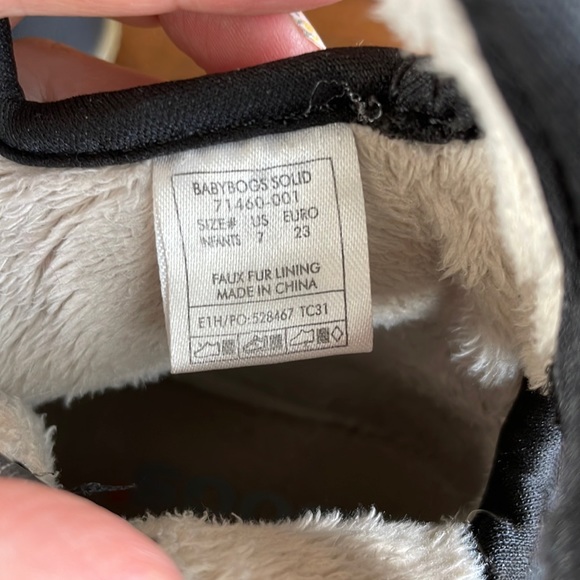 BABYBOGS SOLID
71460-001
SIZE# US EURO
INFANTS 7 23
FAUX FUR LINING
MADE IN CHINA
E1H/PO:528467 TC31